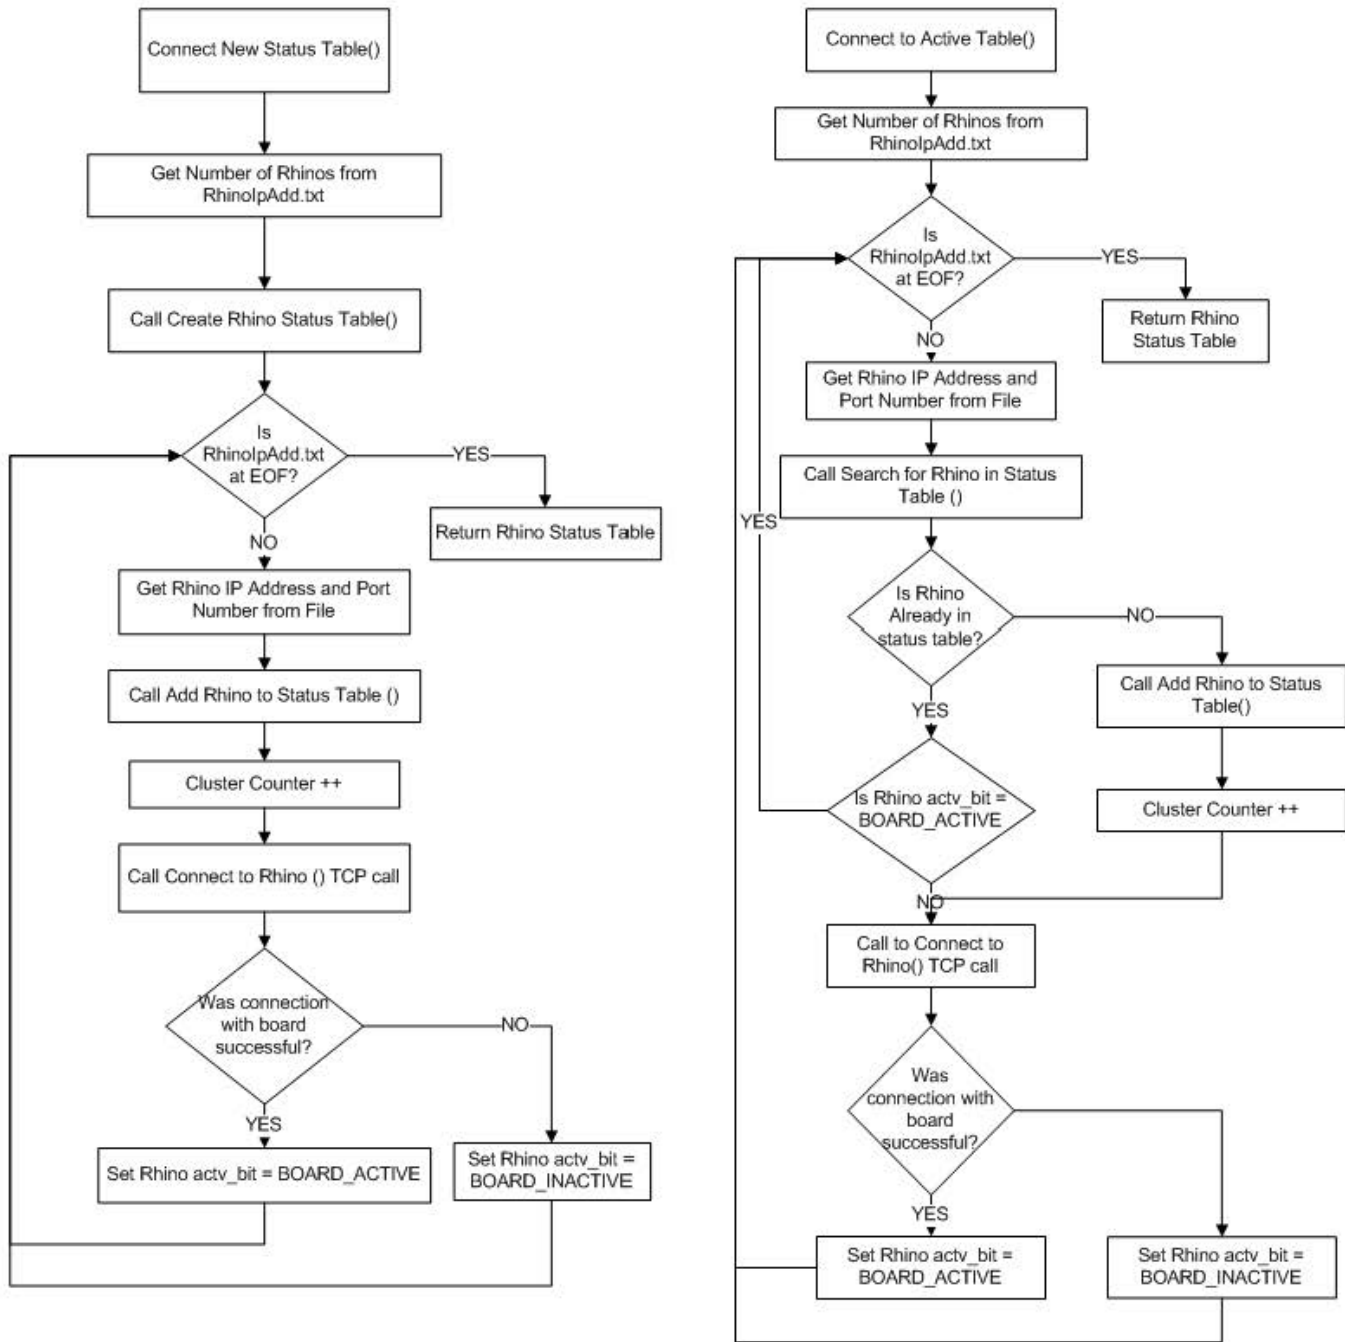 Connect New Status Table()
Get Number of Rhinos from
RhinoIpAdd.txt
Call Create Rhino Status Table()
Is
RhinoIpAdd.txt
at EOF?
YES
Return Rhino Status Table
NO
Get Rhino IP Address and Port
Number from File
Call Add Rhino to Status Table ()
Cluster Counter ++
Call Connect to Rhino () TCP call
Was connection
with board
successful?
NO
YES
Set Rhino actv_bit = BOARD_ACTIVE
Set Rhino actv_bit =
BOARD_INACTIVE
Connect to Active Table()
Get Number of Rhinos from
RhinoIpAdd.txt
Is
RhinoIpAdd.txt
at EOF?
YES
Return Rhino
Status Table
NO
Get Rhino IP Address and
Port Number from File
Call Search for Rhino in Status
Table ()
YES
Is Rhino
Already in
status table?
NO
Call Add Rhino to Status
Table()
YES
Is Rhino actv_bit =
BOARD_ACTIVE
Cluster Counter ++
NO
Call to Connect to
Rhino() TCP call
Was
connection with
board
successful?
YES
Set Rhino actv_bit =
BOARD_ACTIVE
Set Rhino actv_bit =
BOARD_INACTIVE